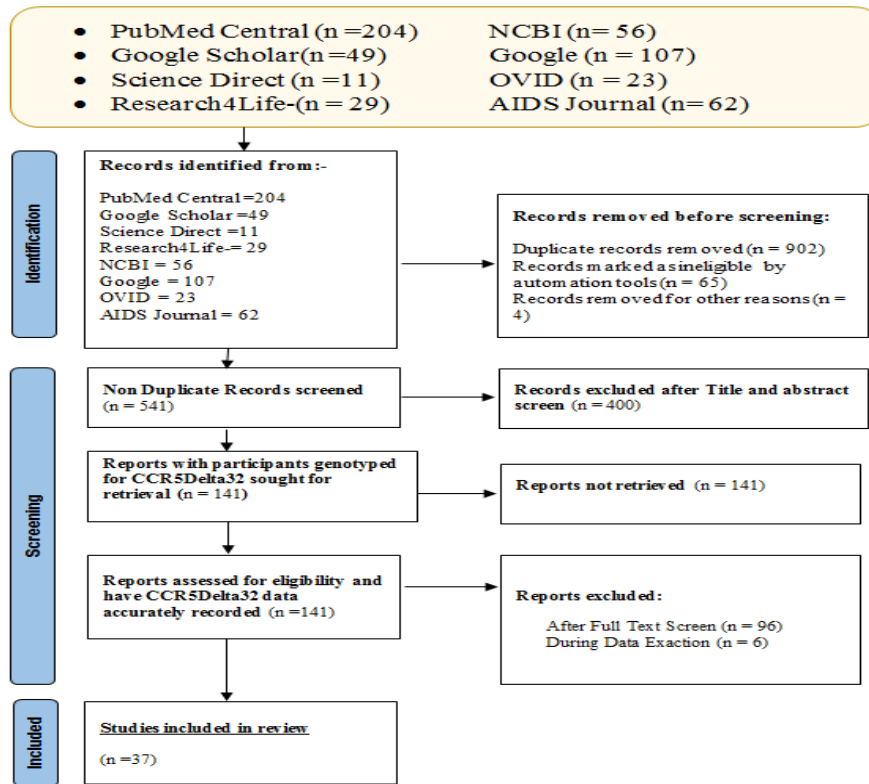 PubMed Central (n =204) NCBI (n= 56)
Google Scholar(n =49) Google (n= 107)
Science Direct (n =11) OVID (n = 23)
Research4Life-(n = 29) AIDS Journal (n= 62)
Identification
Records identified from:-
PubMed Central=204
Google Scholar =49
Science Direct =11
Research4Life-= 29
NCBI = 56
Google = 107
OVID = 23
AIDS Journal = 62
Records removed before screening:
Duplicate records removed (n = 902)
Records marked as ineligible by
automation tools (n = 65)
Records removed for other reasons (n =
4)
Screening
Non Duplicate Records screened
(n = 541)
Records excluded after Title and abstract
screen (n = 400)
Reports with participants genotyped
for CCR5Delta32 sought for
retrieval (n = 141)
Reports not retrieved (n = 141)
Reports assessed for eligibility and
have CCR5Delta32 data
accurately recorded (n =141)
Reports excluded:
After Full Text Screen (n = 96)
During Data Exaction (n = 6)
Included
Studies included in review
(n =37)